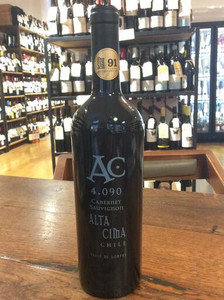 91
AC
4.090
CABERNET
SAUVIGNON
ALTA
CIMA
CHILE